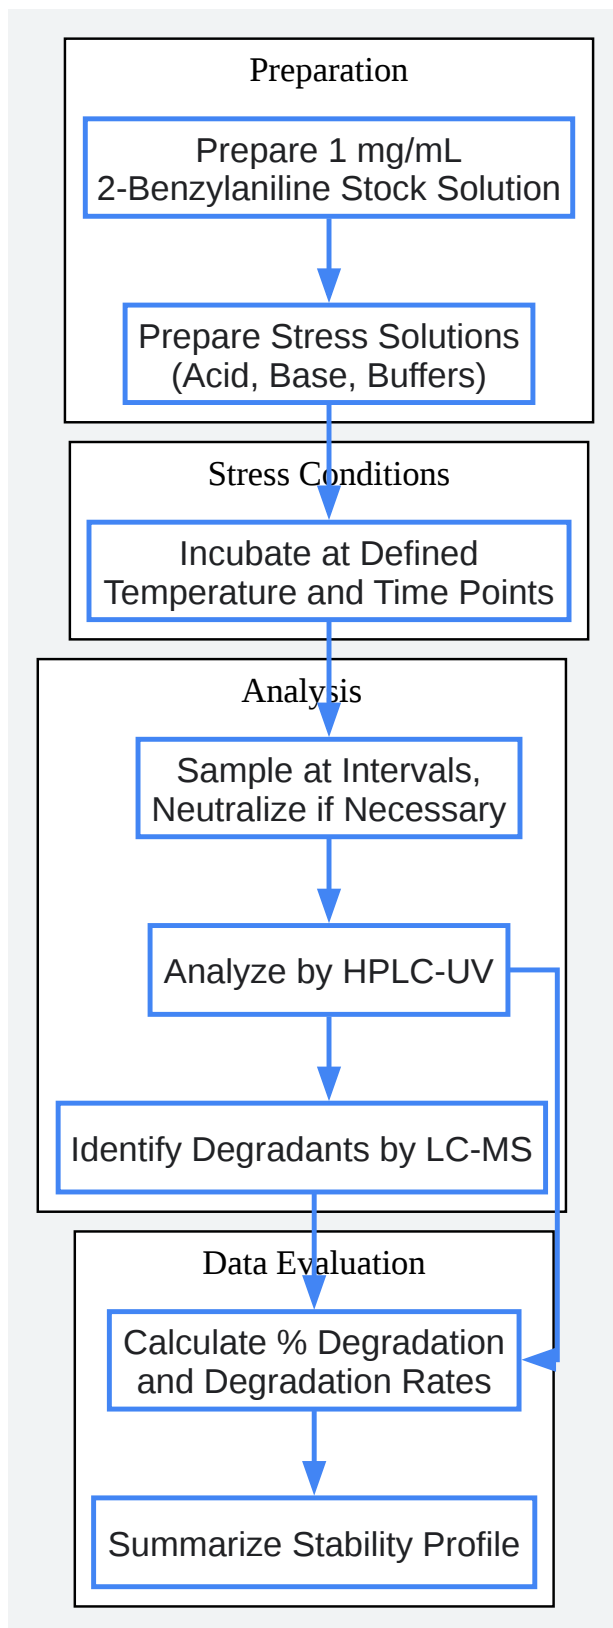 Preparation
Prepare 1 mg/mL
2-Benzylaniline Stock Solution
Prepare Stress Solutions
(Acid, Base, Buffers)
Stress Conditions
Incubate at Defined
Temperature and Time Points
Analysis
Sample at Intervals,
Neutralize if Necessary
Analyze by HPLC-UV
Identify Degradants by LC-MS
Data Evaluation
Calculate % Degradation
and Degradation Rates
Summarize Stability Profile